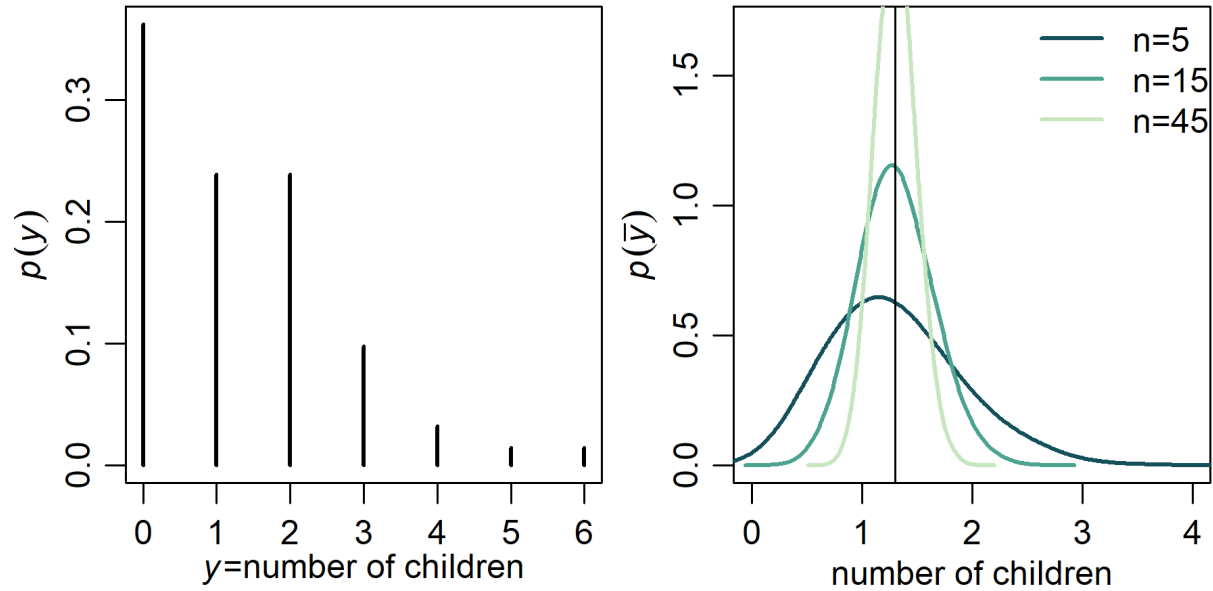 p(y)
0.0 0.1 0.2 0.3
0 1 2 3 4 5 6
y=number of children
p(ȳ)
0.0 0.5 1.0 1.5
n=5
n=15
n=45
0 1 2 3 4
number of children